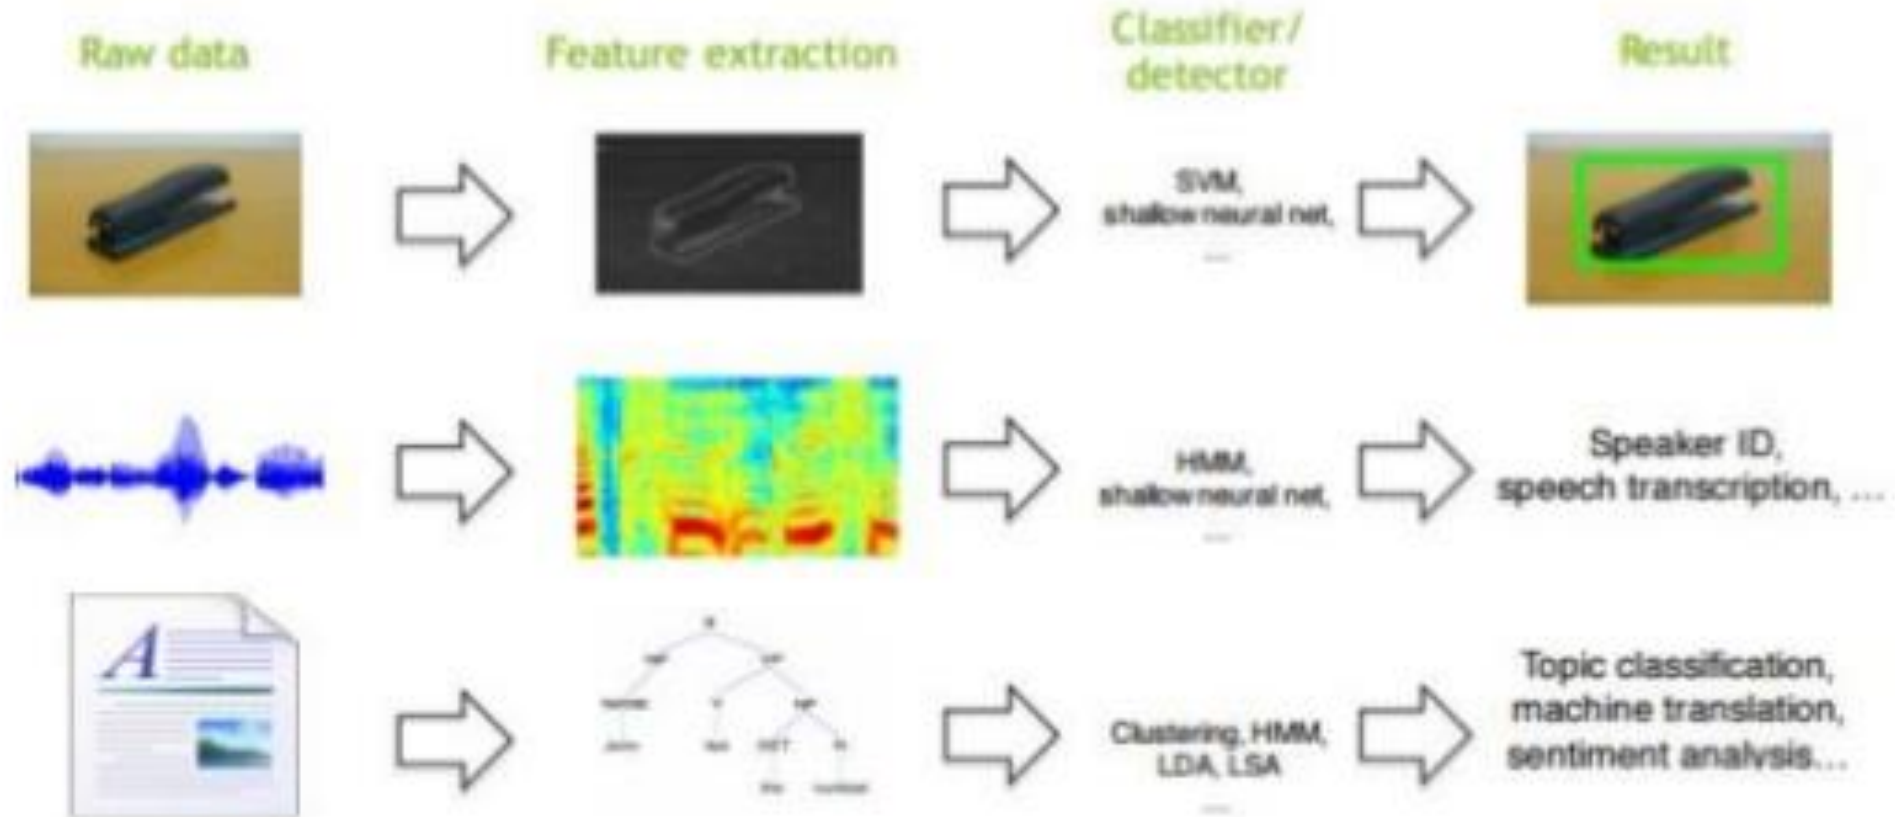 Raw data
Feature extraction
Classifier/
detector
Result
SVM,
shallow neural net,
...
HMM,
shallow neural net,
...
Speaker ID,
speech transcription, ...
A
S
Clustering, HMM,
LDA, LSA
...
Topic classification,
machine translation,
sentiment analysis...